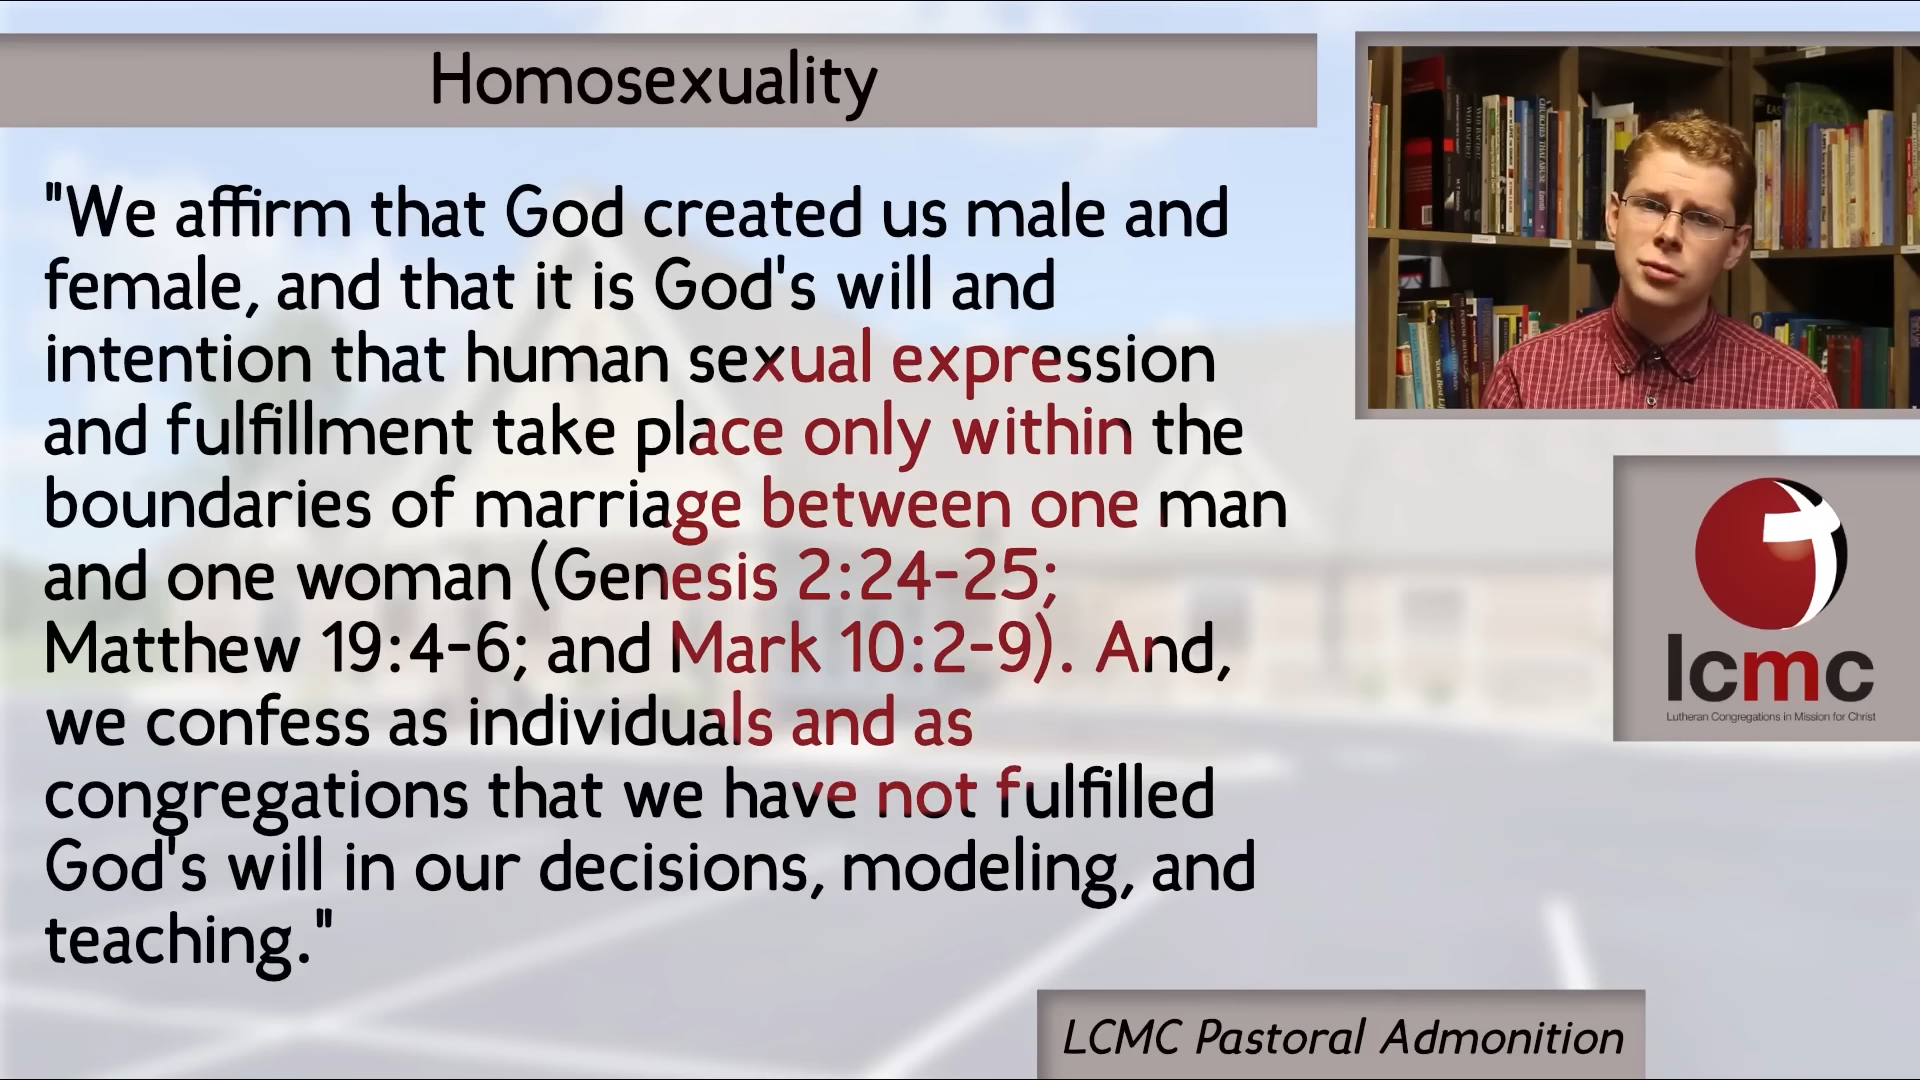 Homosexuality
"We affirm that God created us male and
female, and that it is God's will and
intention that human sexual expression
and fulfillment take place only within the
boundaries of marriage between one man
and one woman (Genesis 2:24-25;
Matthew 19:4-6; and Mark 10:2-9). And,
we confess as individuals and as
congregations that we have not fulfilled
God's will in our decisions, modeling, and
teaching."
CHURCHES THAT ABUSE
lcmc
Lutheran Congregations in Mission for Christ
LCMC Pastoral Admonition